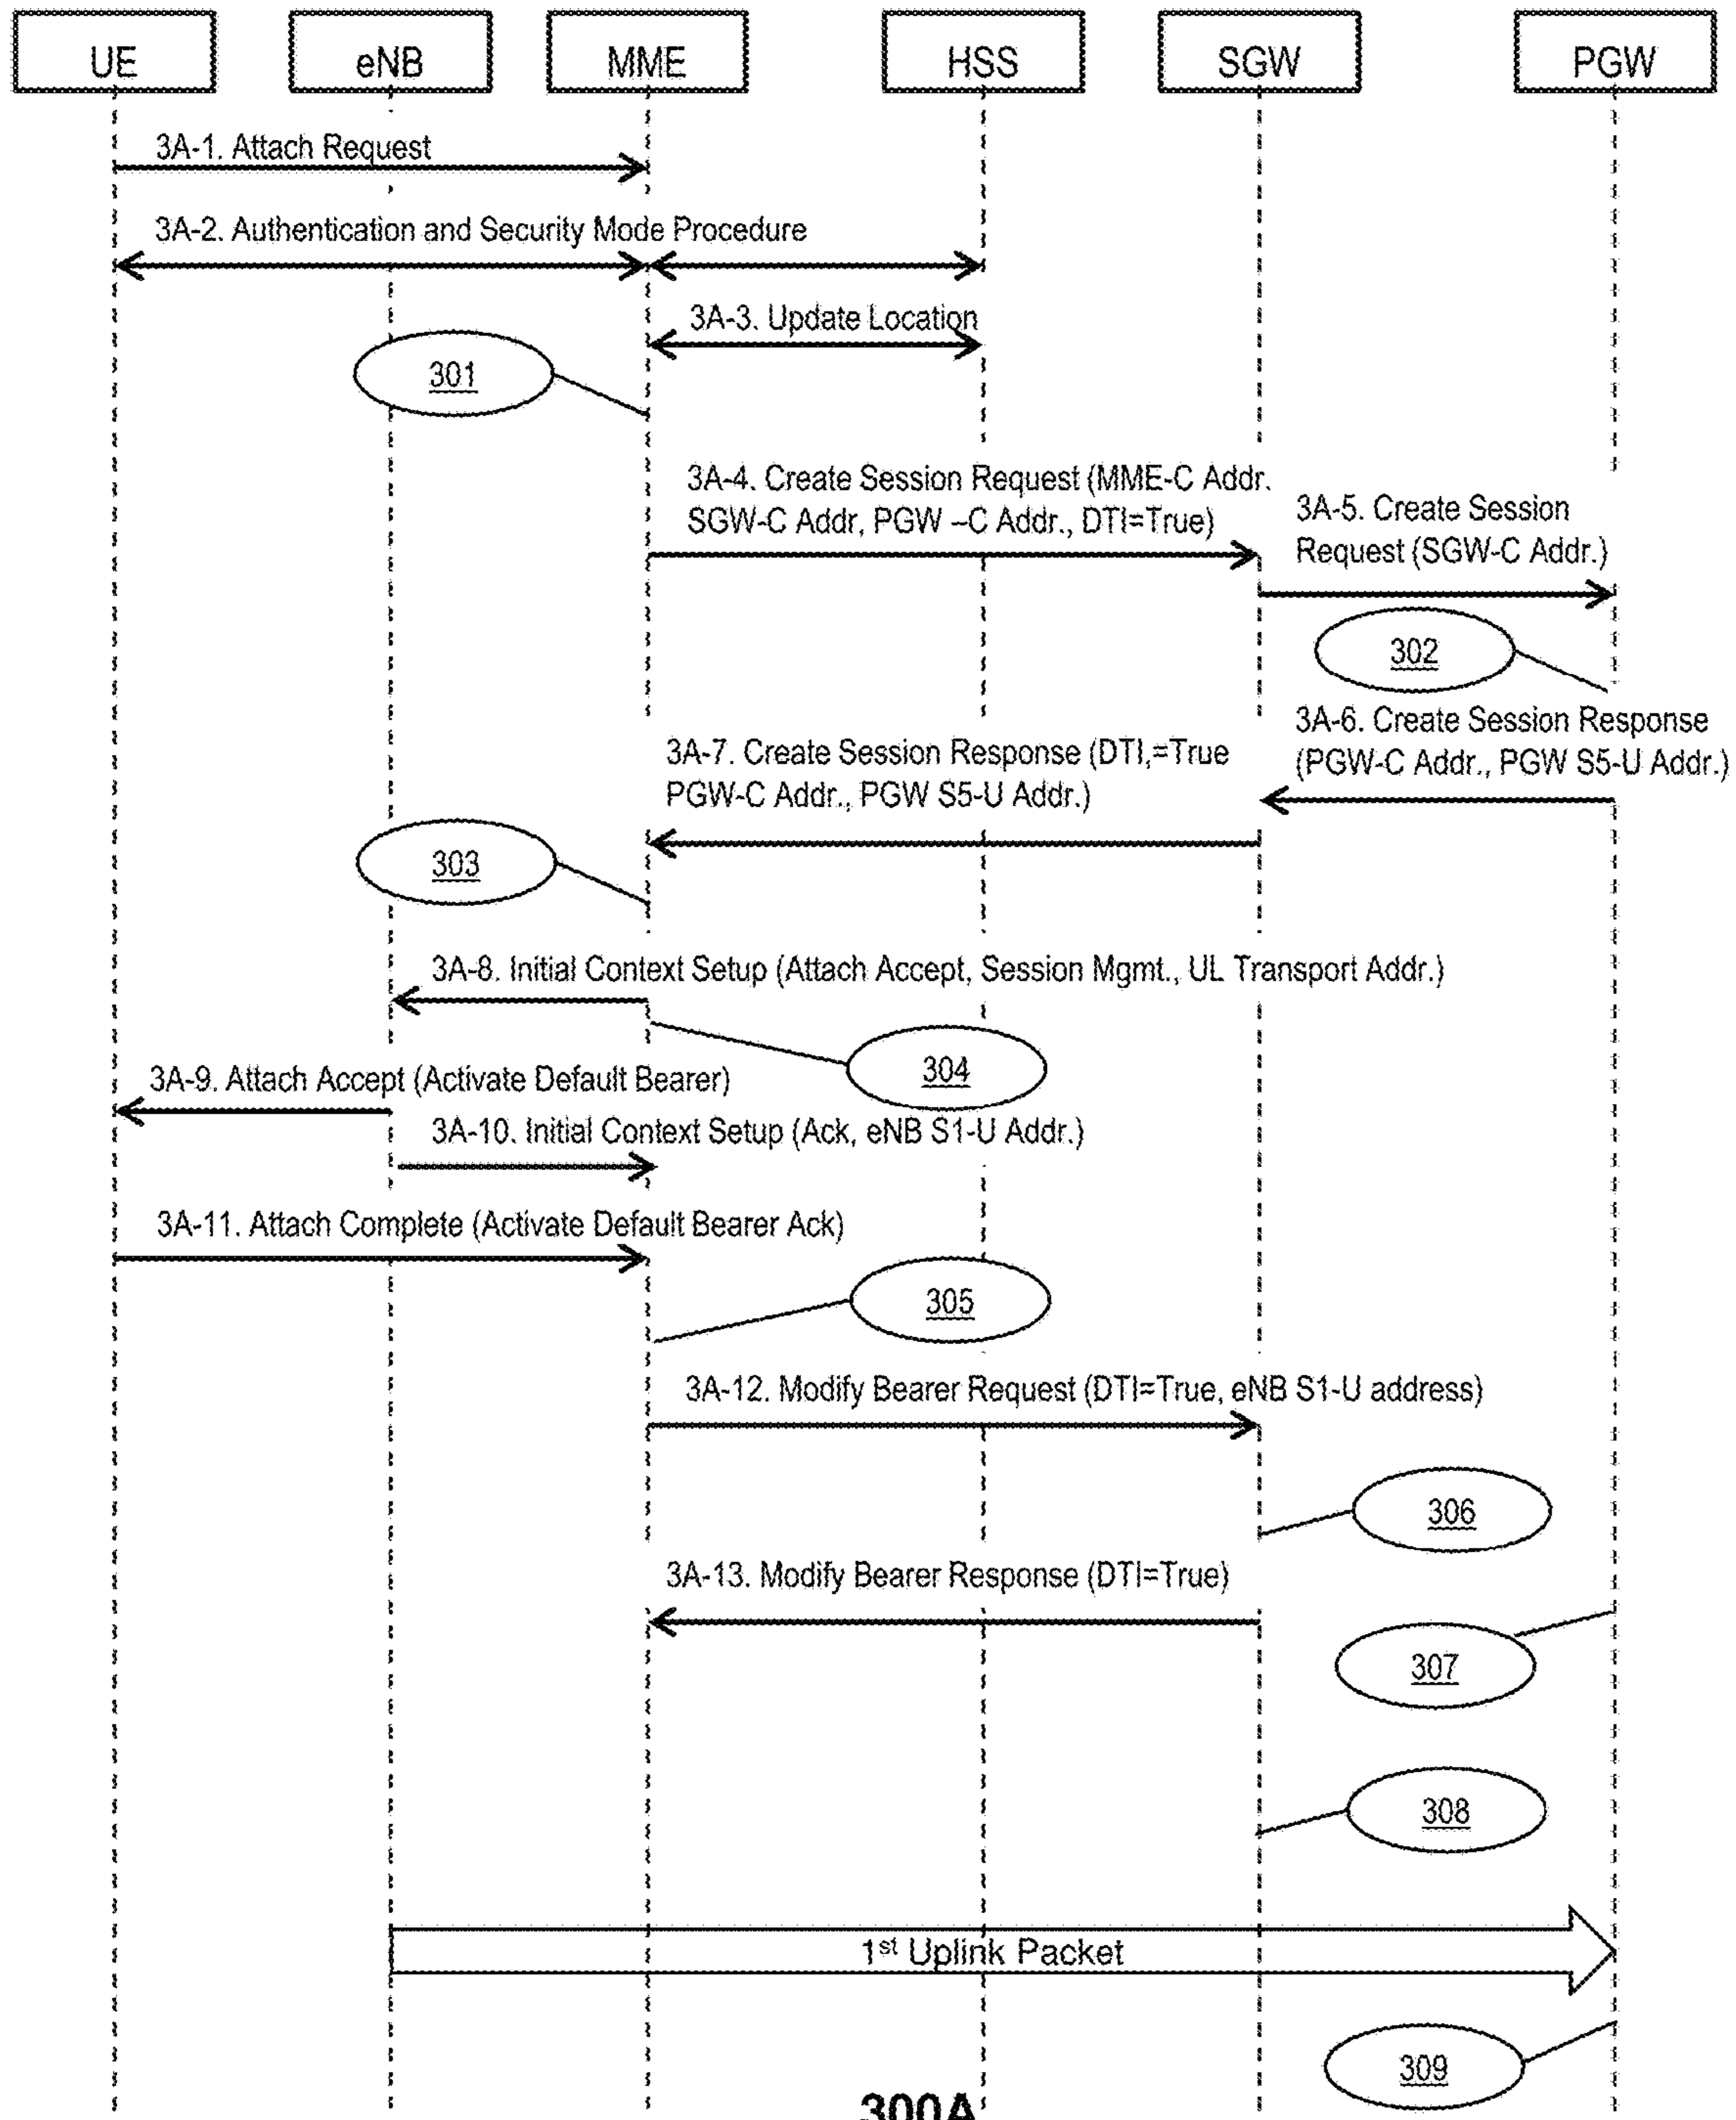 UE
eNB
MME
HSS
SGW
PGW
3A-1. Attach Request
3A-2. Authentication and Security Mode Procedure
3A-3. Update Location
301
3A-4. Create Session Request (MME-C Addr.
SGW-C Addr, PGW –C Addr., DTI=True)
3A-5. Create Session
Request (SGW-C Addr.)
302
3A-6. Create Session Response
(PGW-C Addr., PGW S5-U Addr.)
3A-7. Create Session Response (DTI,=True
PGW-C Addr., PGW S5-U Addr.)
303
3A-8. Initial Context Setup (Attach Accept, Session Mgmt., UL Transport Addr.)
304
3A-9. Attach Accept (Activate Default Bearer)
3A-10. Initial Context Setup (Ack, eNB S1-U Addr.)
3A-11. Attach Complete (Activate Default Bearer Ack)
305
3A-12. Modify Bearer Request (DTI=True, eNB S1-U address)
306
3A-13. Modify Bearer Response (DTI=True)
307
308
1st Uplink Packet
309
300A